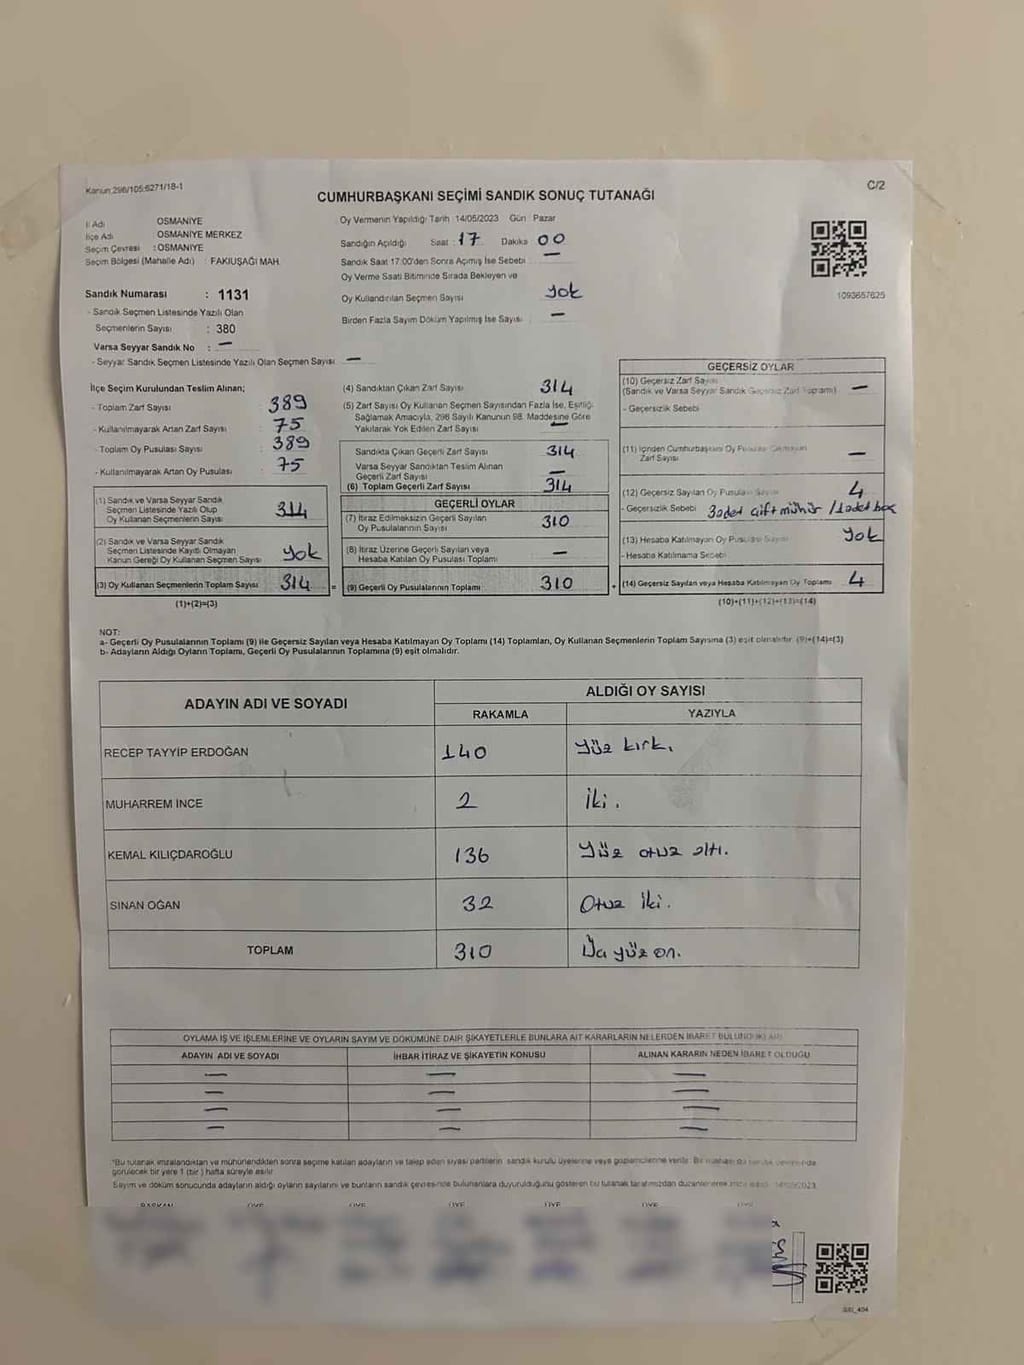 Kanun:296/105:6271/18-1
C/2
CUMHURBAŞKANI SEÇİMİ SANDIK SONUÇ TUTANAĞI
İl Adı OSMANİYE
İlçe Adı OSMANİYE MERKEZ
Seçim Çevresi : OSMANİYE
Seçim Bölgesi (Mahalle Adı) : FAKIUŞAĞI MAH.
Sandık Numarası : 1131
- Sandık Seçmen Listesinde Yazılı Olan
Seçmenlerin Sayısı : 380
Varsa Seyyar Sandık No : —
- Seyyar Sandık Seçmen Listesinde Yazılı Olan Seçmen Sayısı —
Oy Vermenin Yapıldığı Tarih 14/05/2023 Gün : Pazar
Sandığın Açıldığı Saat : 17 Dakika 00
Sandık Saat 17:00'den Sonra Açımış İse Sebebi —
Oy Verme Saati Bitiminde Sırada Bekleyen ve
Oy Kullandırılan Seçmen Sayısı yok
Birden Fazla Sayım Döküm Yapılmış İse Sayısı —
1093657625
İlçe Seçim Kurulundan Teslim Alınan;
- Toplam Zarf Sayısı 389
- Kullanılmayarak Artan Zarf Sayısı 75
- Toplam Oy Pusulası Sayısı 389
- Kullanılmayarak Artan Oy Pusulası 75
(1) Sandık ve Varsa Seyyar Sandık
Seçmen Listesinde Yazılı Olup
Oy Kullanan Seçmenlerin Sayısı 314
(2) Sandık ve Varsa Seyyar Sandık
Seçmen Listesinde Kayıtlı Olmayan
Kanun Gereği Oy Kullanan Seçmen Sayısı yok
(3) Oy Kullanan Seçmenlerin Toplam Sayısı 314 =
(1)+(2)=(3)
(4) Sandıktan Çıkan Zarf Sayısı 314
(5) Zarf Sayısı Oy Kullanan Seçmen Sayısından Fazla İse, Eşitliği
Sağlamak Amacıyla, 298 Sayılı Kanunun 98. Maddesine Göre
Yakılarak Yok Edilen Zarf Sayısı —
Sandıkta Çıkan Geçerli Zarf Sayısı 314
Varsa Seyyar Sandıktan Teslim Alınan
Geçerli Zarf Sayısı —
(6) Toplam Geçerli Zarf Sayısı 314
GEÇERLİ OYLAR
(7) İtiraz Edilmeksizin Geçerli Sayılan
Oy Pusulalarının Sayısı 310
(8) İtiraz Üzerine Geçerli Sayılan veya
Hesaba Katılan Oy Pusulası Toplamı —
(9) Geçerli Oy Pusulalarının Toplamı 310 +
GEÇERSİZ OYLAR
(10) Geçersiz Zarf Sayısı
(Sandık ve Varsa Seyyar Sandık Geçersiz Zarf Toplamı) —
- Geçersizlik Sebebi
(11) İçinden Cumhurbaşkanı Oy Pusulası Çıkmayan
Zarf Sayısı —
(12) Geçersiz Sayılan Oy Pusula Sayısı 4
- Geçersizlik Sebebi 3 adet çift mühür / 1 adet boş
(13) Hesaba Katılmayan Oy Pusulası Sayısı yok
- Hesaba Katılmama Sebebi
(14) Geçersiz Sayılan veya Hesaba Katılmayan Oy Toplamı 4
(10)+(11)+(12)+(13)=(14)
NOT:
a- Geçerli Oy Pusulalarının Toplamı (9) ile Geçersiz Sayılan veya Hesaba Katılmayan Oy Toplamı (14) Toplamları, Oy Kullanan Seçmenlerin Toplam Sayısına (3) eşit olmalıdır. (9)+(14)=(3)
b- Adayların Aldığı Oyların Toplamı, Geçerli Oy Pusulalarının Toplamına (9) eşit olmalıdır.
ADAYIN ADI VE SOYADI
ALDIĞI OY SAYISI
RAKAMLA YAZIYLA
RECEP TAYYİP ERDOĞAN 140 Yüz kırk.
MUHARREM İNCE 2 İki.
KEMAL KILIÇDAROĞLU 136 Yüz otuz altı.
SİNAN OĞAN 32 Otuz iki.
TOPLAM 310 Üç yüz on.
OYLAMA İŞ VE İŞLEMLERİNE VE OYLARIN SAYIM VE DÖKÜMÜNE DAİR ŞİKAYETLERLE BUNLARA AİT KARARLARIN NELERDEN İBARET BULUNDUKLARI
ADAYIN ADI VE SOYADI İHBAR İTİRAZ VE ŞİKAYETİN KONUSU ALINAN KARARIN NEDEN İBARET OLDUĞU
— — —
— — —
— — —
— — —
*Bu tutanak imzalandıktan ve mühürlendikten sonra seçime katılan adayların ve talep eden siyasi partilerin sandık kurulu üyelerine veya gözlemcilerine verilir. Bir
görülecek bir yere 1 (bir) hafta süreyle asılır.
Sayım ve döküm sonucunda adayların aldığı oyların sayılarını ve bunların sandık çevresinde bulunanlara duyurulduğunu gösteren bu tutanak tarafımızdan düzenlenerek
BAŞKAN ÜYE ÜYE ÜYE ÜYE ÜYE ÜYE